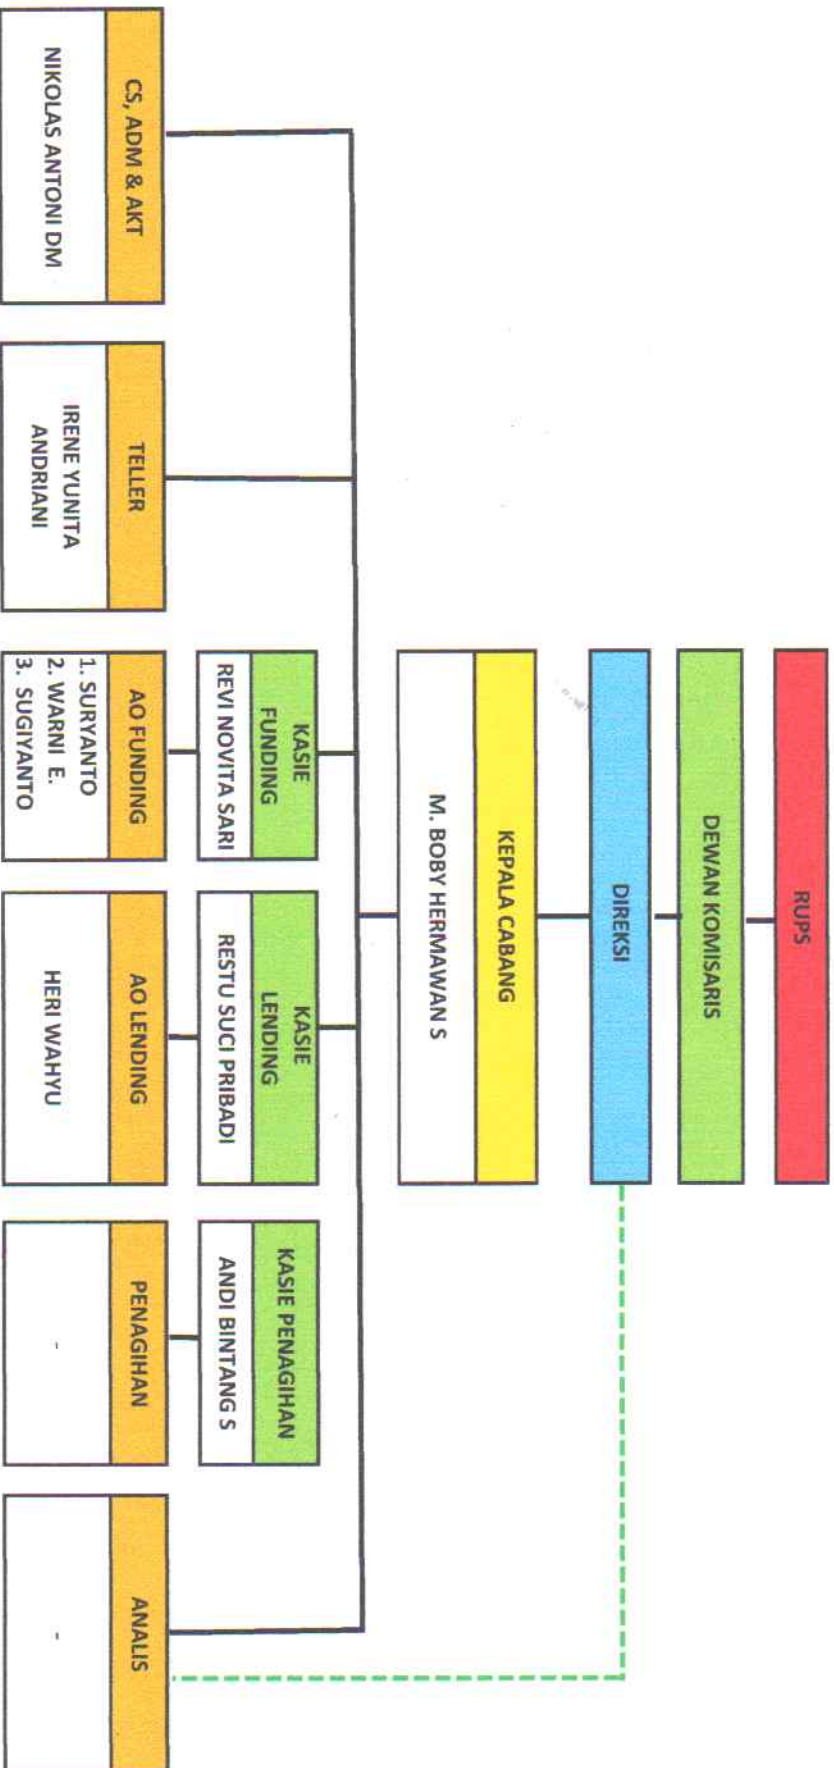 RUPS
DEWAN KOMISARIS
DIREKSI
KEPALA CABANG
M. BOBY HERMAWAN S
KASIE
FUNDING
REVI NOVITA SARI
KASIE
LENDING
RESTU SUCI PRIBADI
KASIE PENAGIHAN
ANDI BINTANG S
CS, ADM & AKT
NIKOLAS ANTONI DM
TELLER
IRENE YUNITA
ANDRIANI
AO FUNDING
1. SURYANTO
2. WARNI E.
3. SUGIYANTO
AO LENDING
HERI WAHYU
PENAGIHAN
-
ANALIS
-